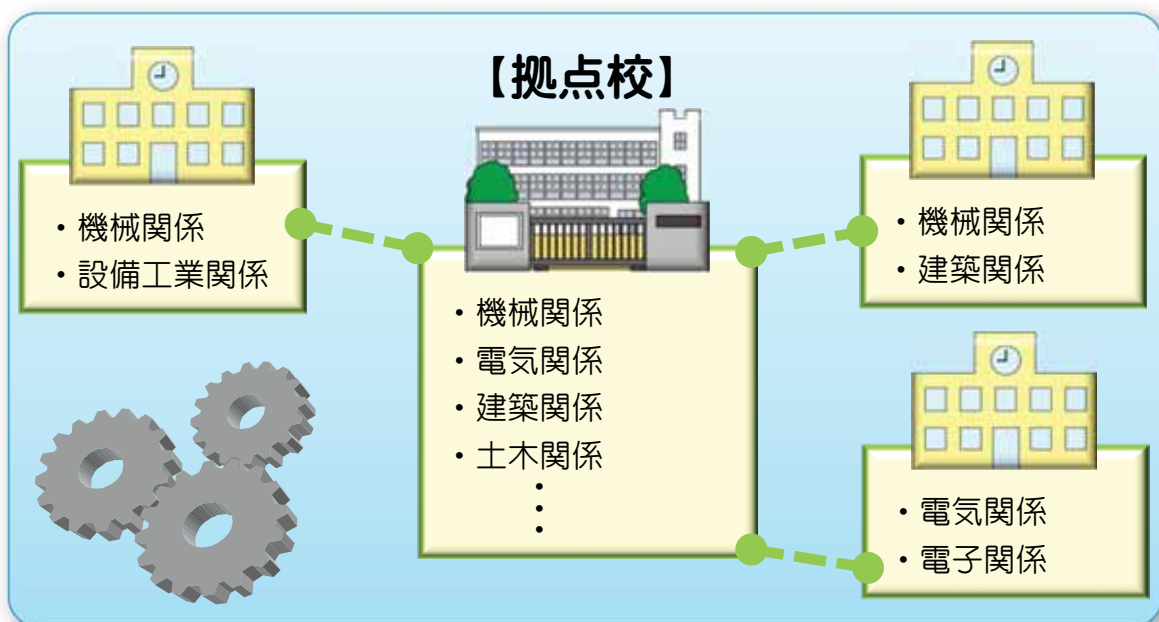 【拠点校】
・機械関係
・設備工業関係
・機械関係
・電気関係
・建築関係
・土木関係
・
・
・
・機械関係
・建築関係
・電気関係
・電子関係